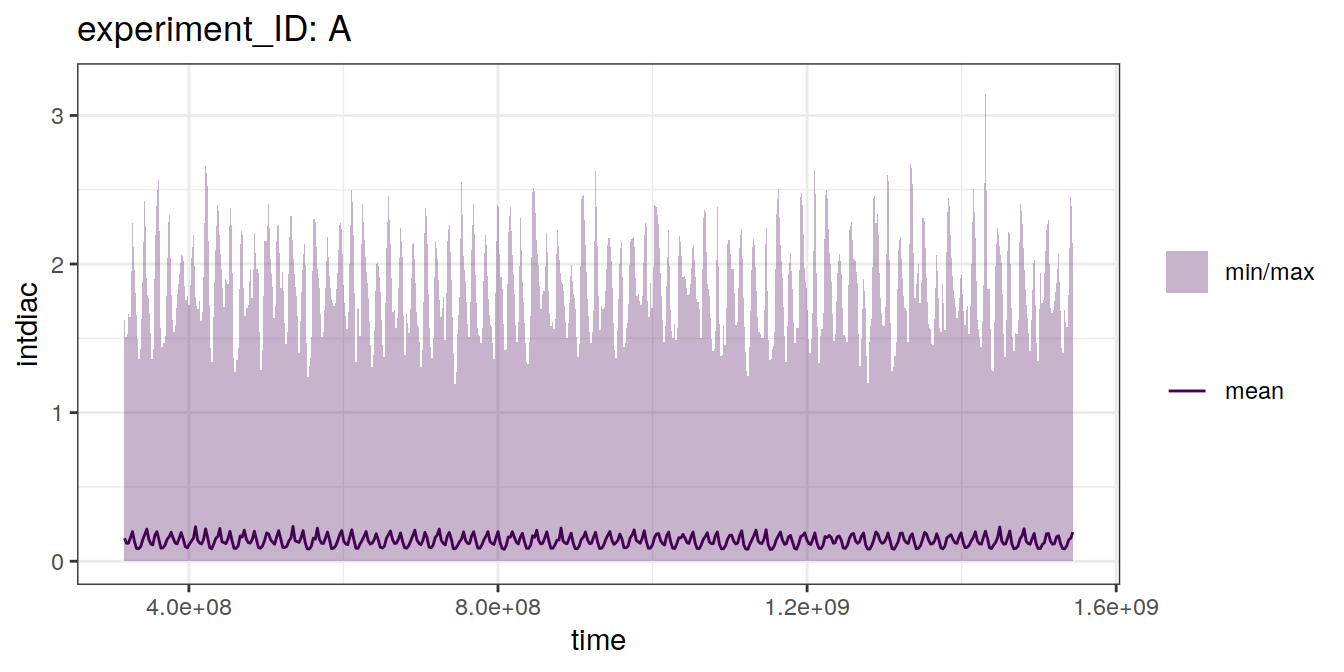 experiment_ID: A
3
2
1
0
intdiac
4.0e+08 8.0e+08 1.2e+09 1.6e+09
time
min/max
mean